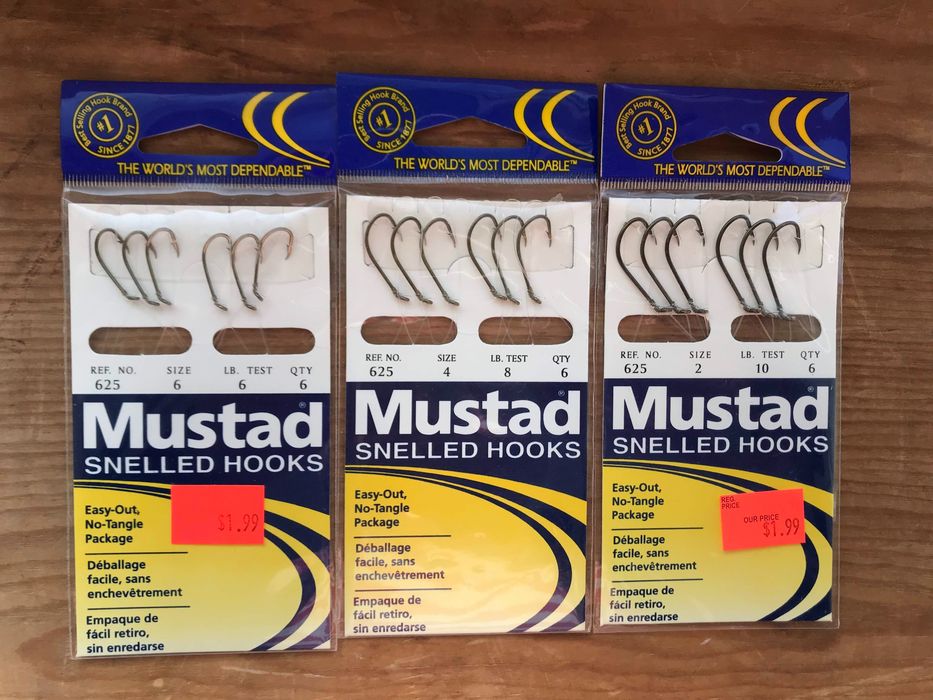 Best Selling Hook Brand
#1
SINCE 1871
THE WORLD'S MOST DEPENDABLE™
REF. NO. SIZE LB. TEST QTY
625 6 6 6
Mustad®
SNELLED HOOKS
Easy-Out,
No-Tangle
Package
$1.99
Déballage
facile, sans
enchevêtrement
Empaque de
fácil retiro,
sin enredarse
Best Selling Hook Brand
#1
SINCE 1871
THE WORLD'S MOST DEPENDABLE™
REF. NO. SIZE LB. TEST QTY
625 4 8 6
Mustad®
SNELLED HOOKS
Easy-Out,
No-Tangle
Package
Déballage
facile, sans
enchevêtrement
Empaque de
fácil retiro,
sin enredarse
Best Selling Hook Brand
#1
SINCE 1871
THE WORLD'S MOST DEPENDABLE™
REF. NO. SIZE LB. TEST QTY
625 2 10 6
Mustad®
SNELLED HOOKS
Easy-Out,
No-Tangle
Package
REG.
PRICE
OUR PRICE
$1.99
Déballage
facile, sans
enchevêtrement
Empaque de
fácil retiro,
sin enredarse